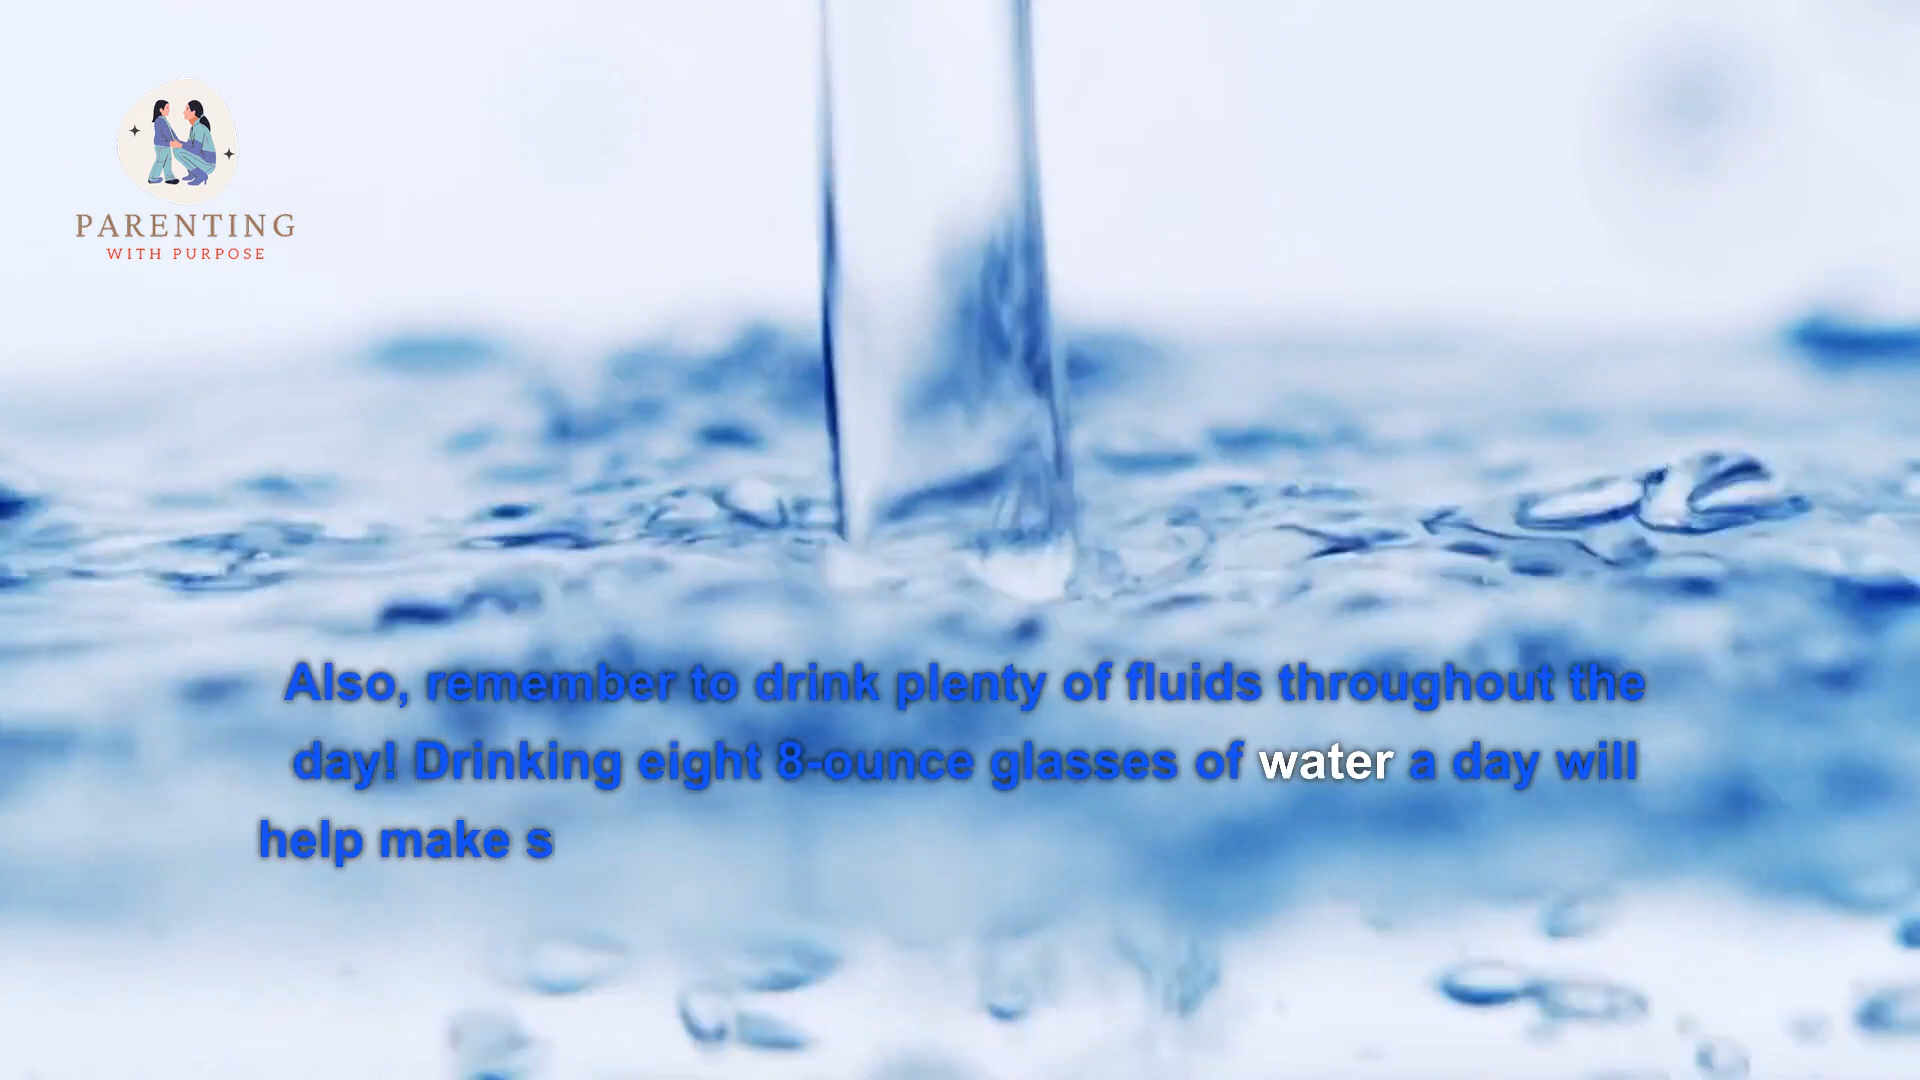 PARENTING
WITH PURPOSE
Also, remember to drink plenty of fluids throughout the
day! Drinking eight 8-ounce glasses of water a day will
help make s